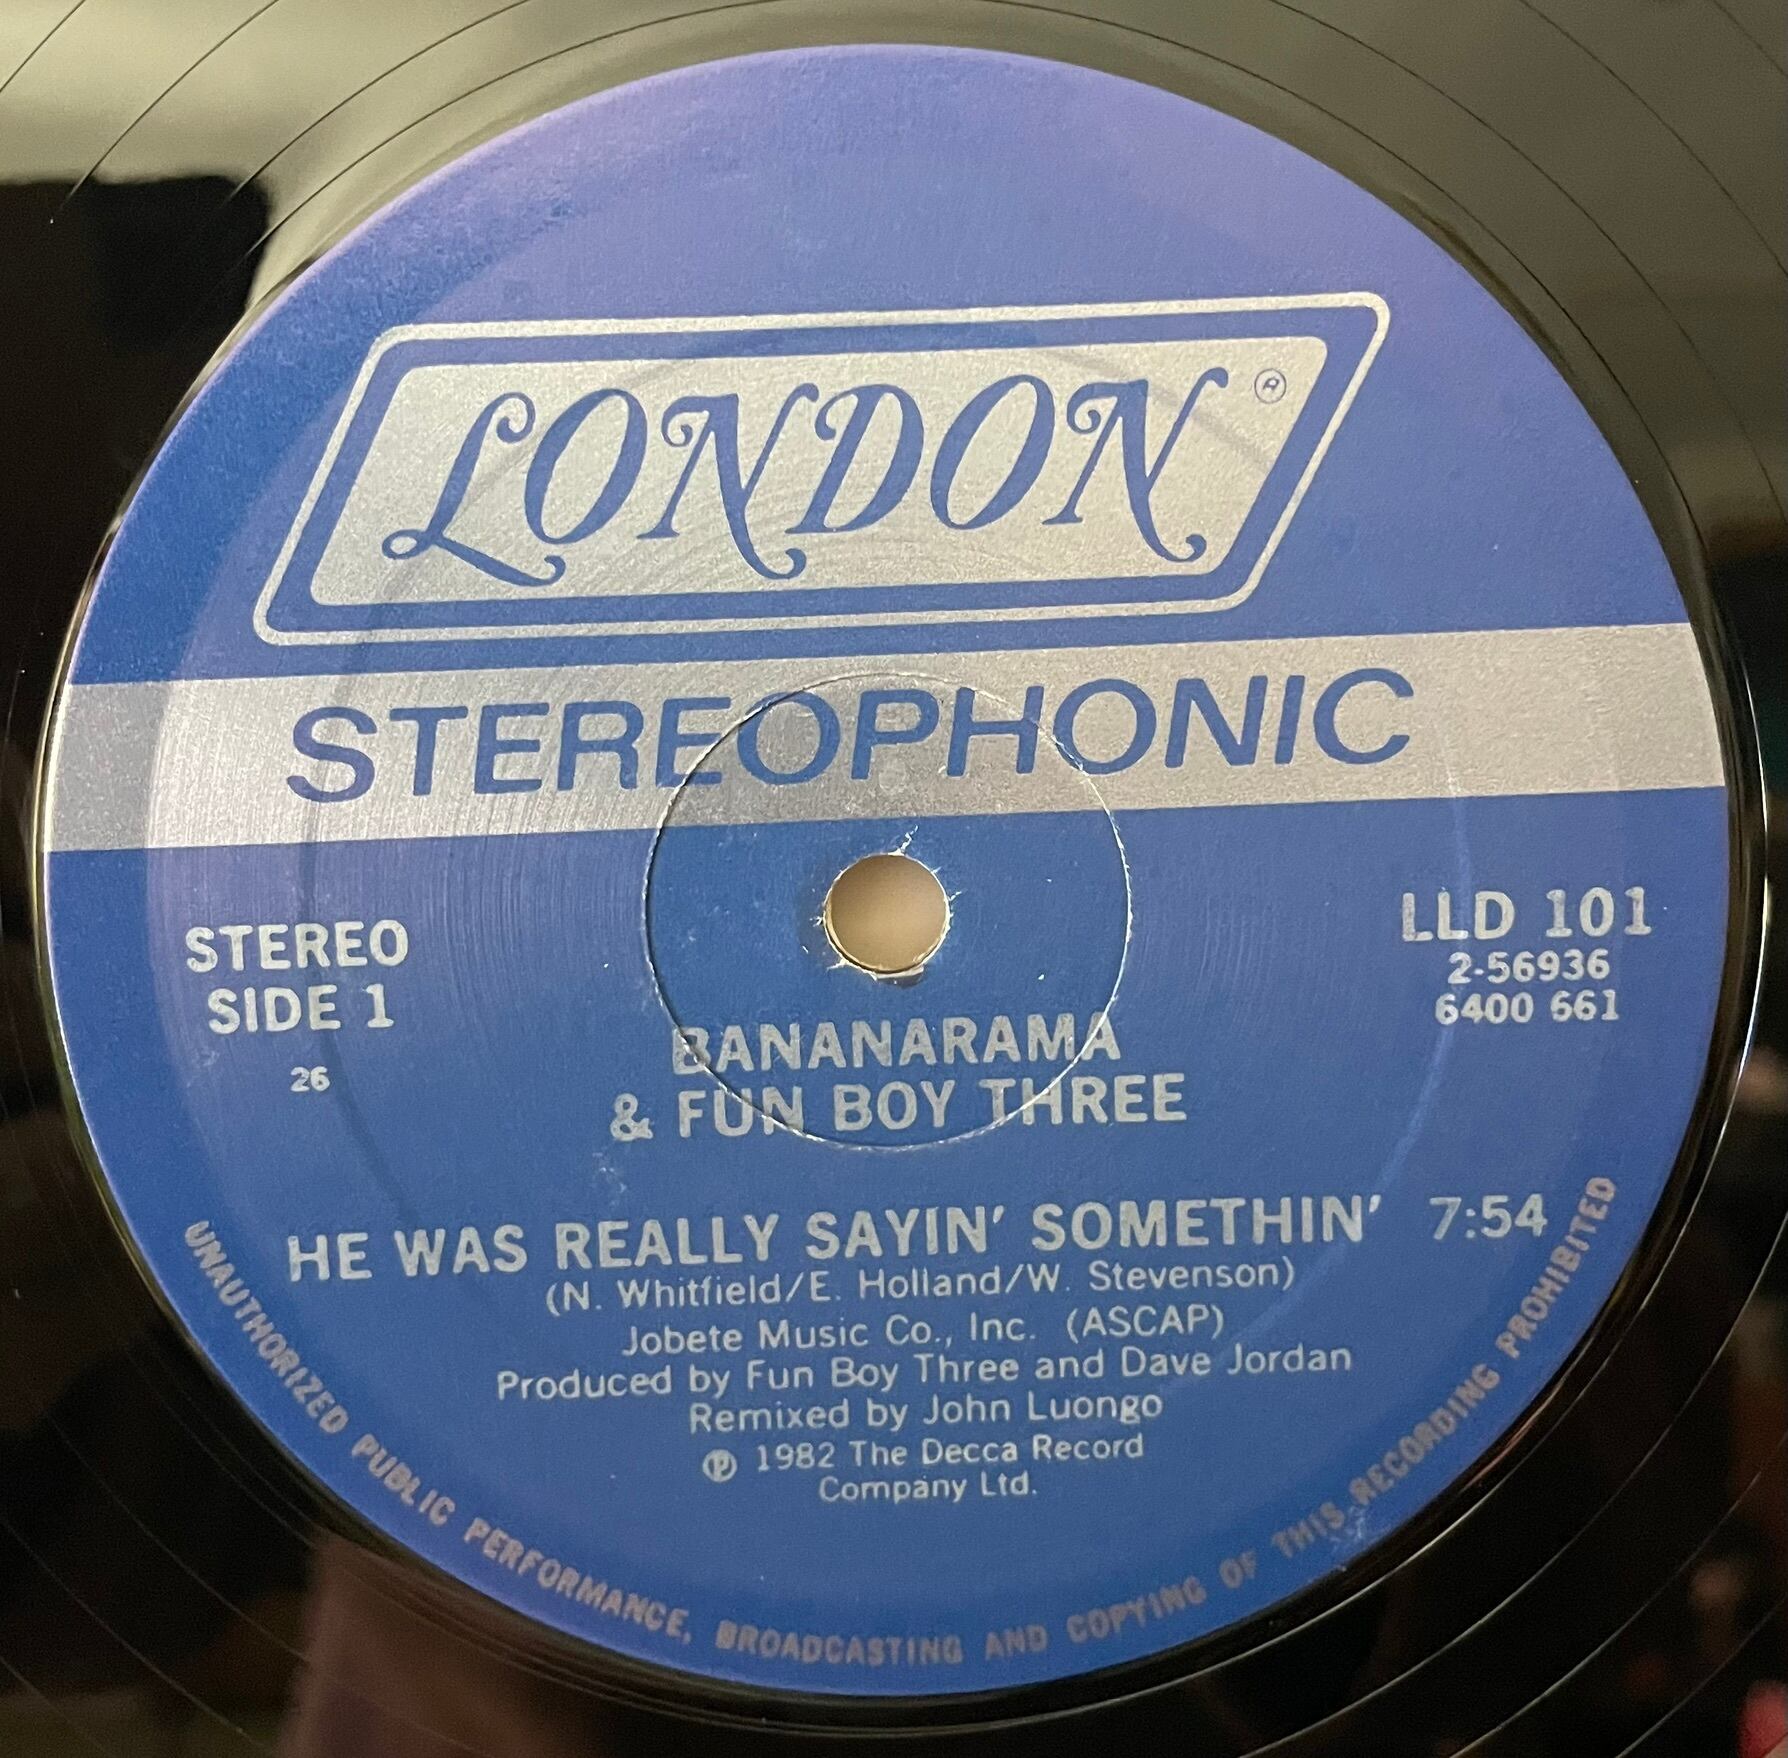 LONDON ®
STEREOPHONIC
STEREO
SIDE 1
26
LLD 101
2-56936
6400 661
BANANARAMA
& FUN BOY THREE
HE WAS REALLY SAYIN' SOMETHIN' 7:54
(N. Whitfield/E. Holland/W. Stevenson)
Jobete Music Co., Inc. (ASCAP)
Produced by Fun Boy Three and Dave Jordan
Remixed by John Luongo
℗ 1982 The Decca Record
Company Ltd.
UNAUTHORIZED PUBLIC PERFORMANCE, BROADCASTING AND COPYING OF THIS RECORDING PROHIBITED